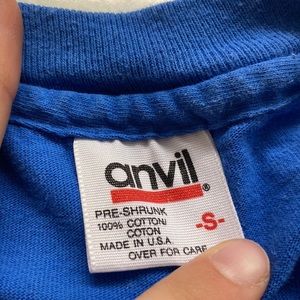 anvil®
-S-
PRE-SHRUNK
100% COTTON/
COTON
MADE IN U.S.A.
OVER FOR CARE